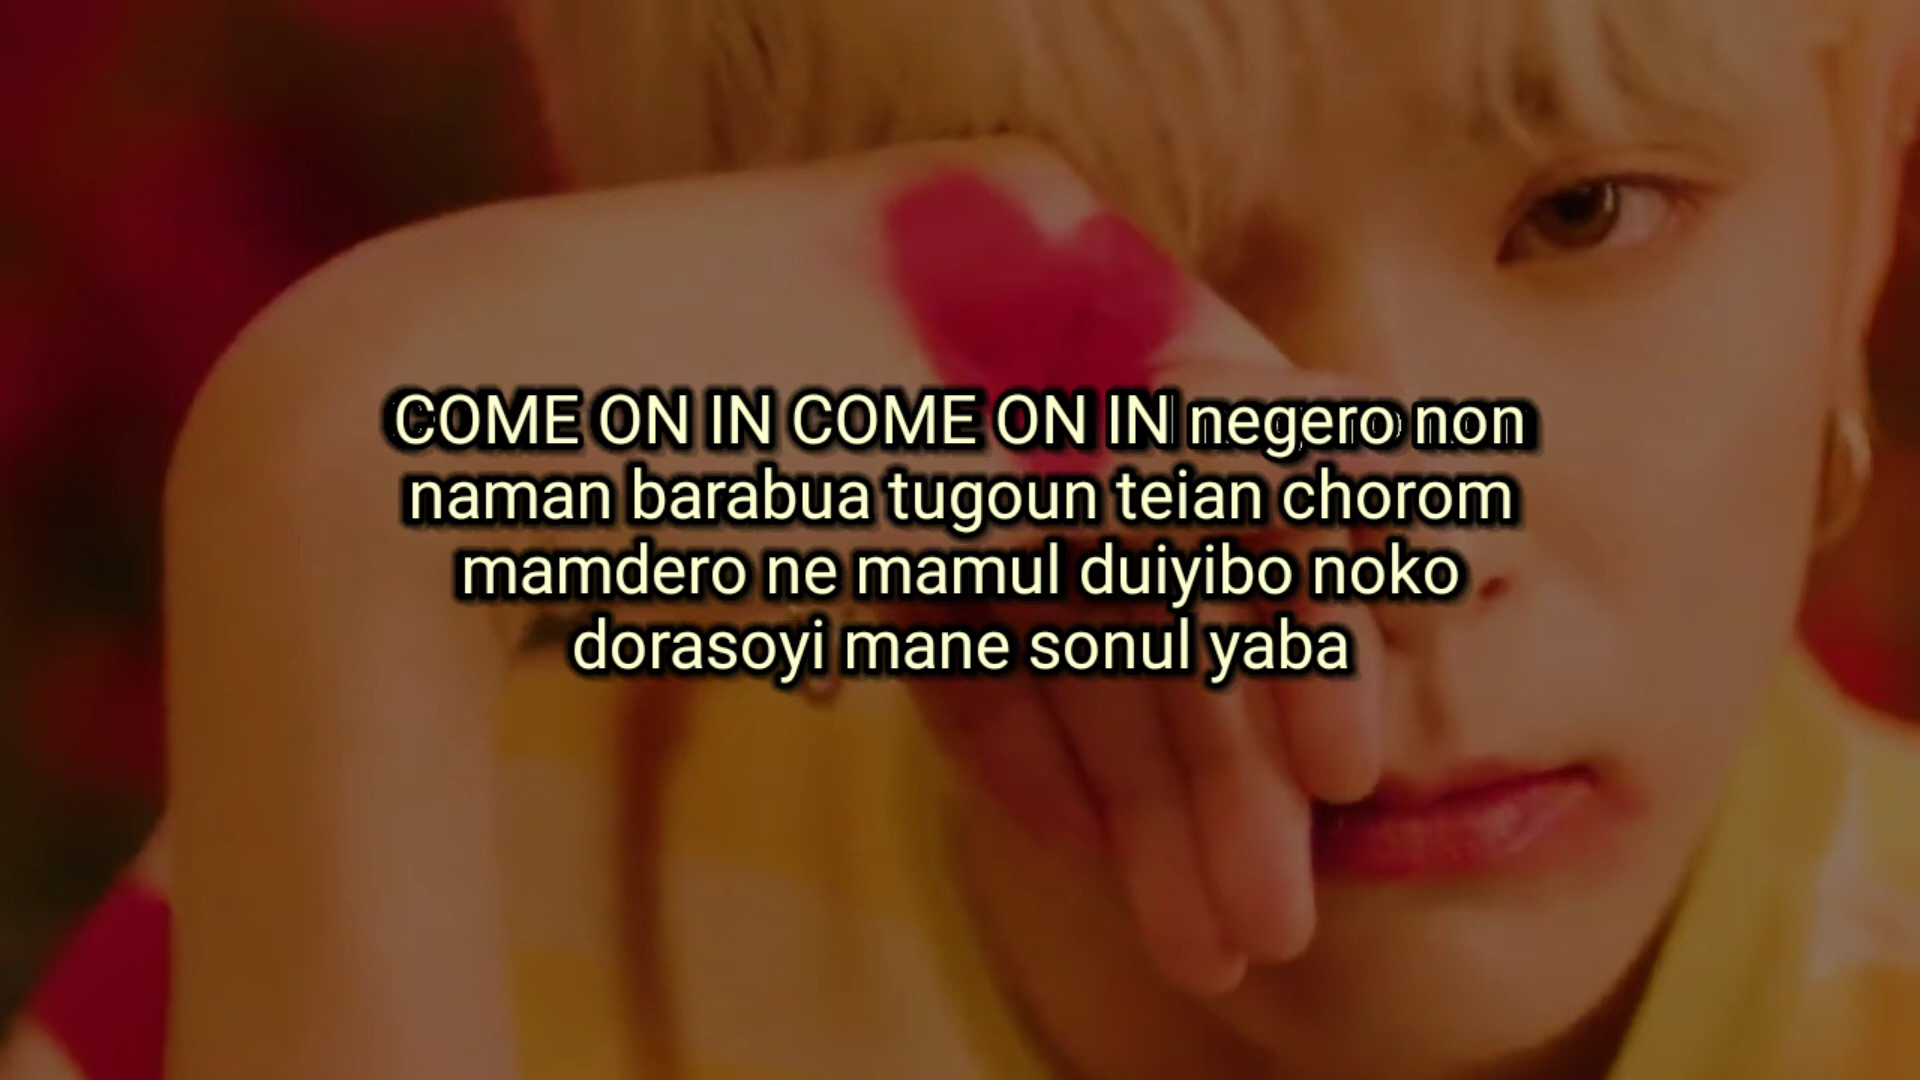 COME ON IN COME ON IN negero non
naman barabua tugoun teian chorom
mamdero ne mamul duiyibo noko
dorasoyi mane sonul yaba